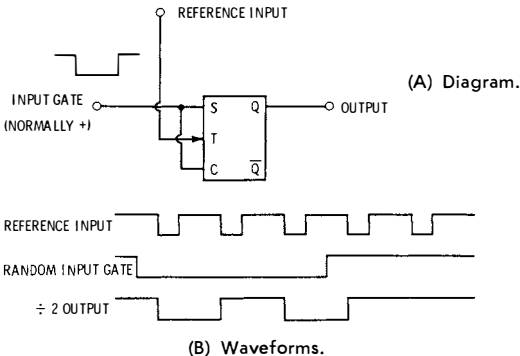 REFERENCE INPUT
(A) Diagram.
INPUT GATE
(NORMALLY +)
S Q
OUTPUT
T
C Q̅
REFERENCE INPUT
RANDOM INPUT GATE
÷ 2 OUTPUT
(B) Waveforms.